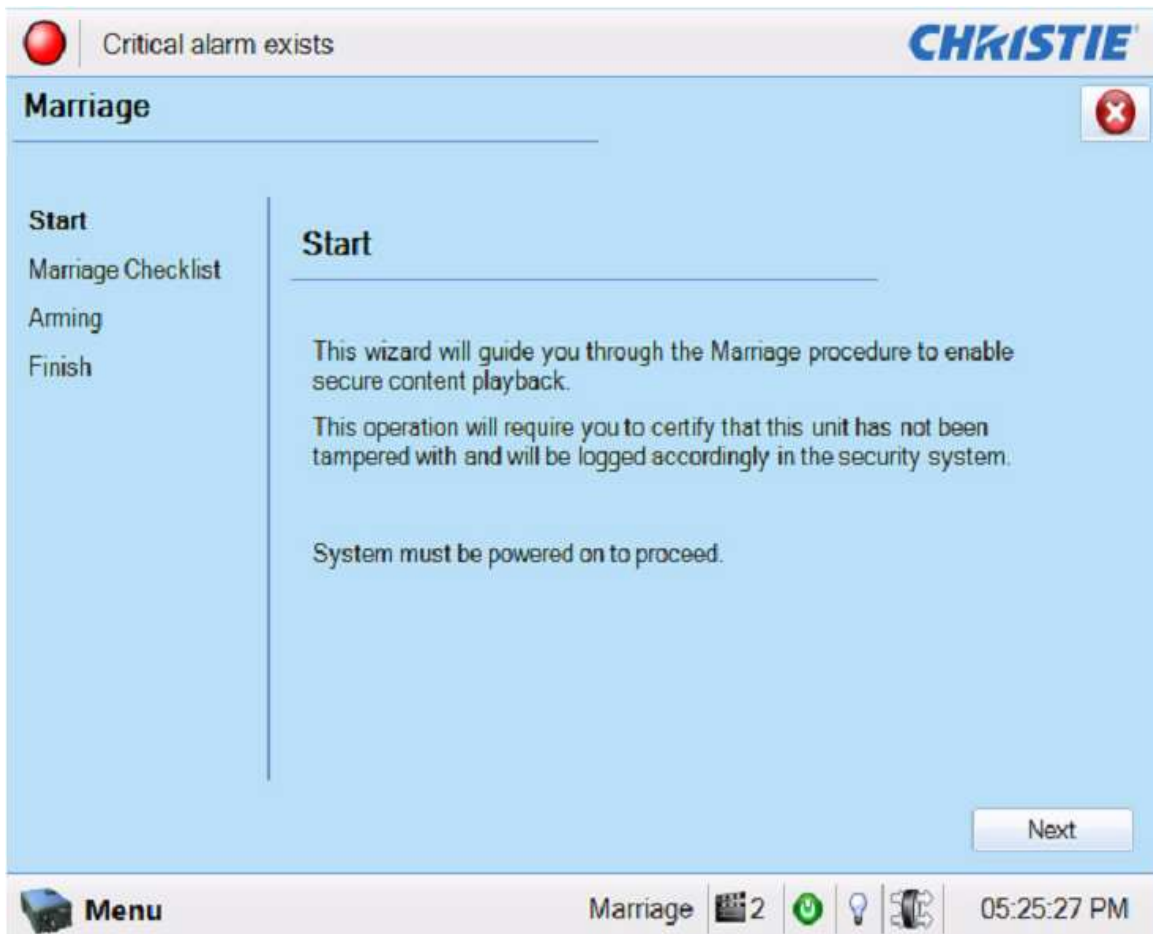 Critical alarm exists
CHRISTIE
Marriage
Start
Marriage Checklist
Arming
Finish
Start
This wizard will guide you through the Marriage procedure to enable
secure content playback.
This operation will require you to certify that this unit has not been
tampered with and will be logged accordingly in the security system.
System must be powered on to proceed.
Next
Menu
Marriage
2
05:25:27 PM